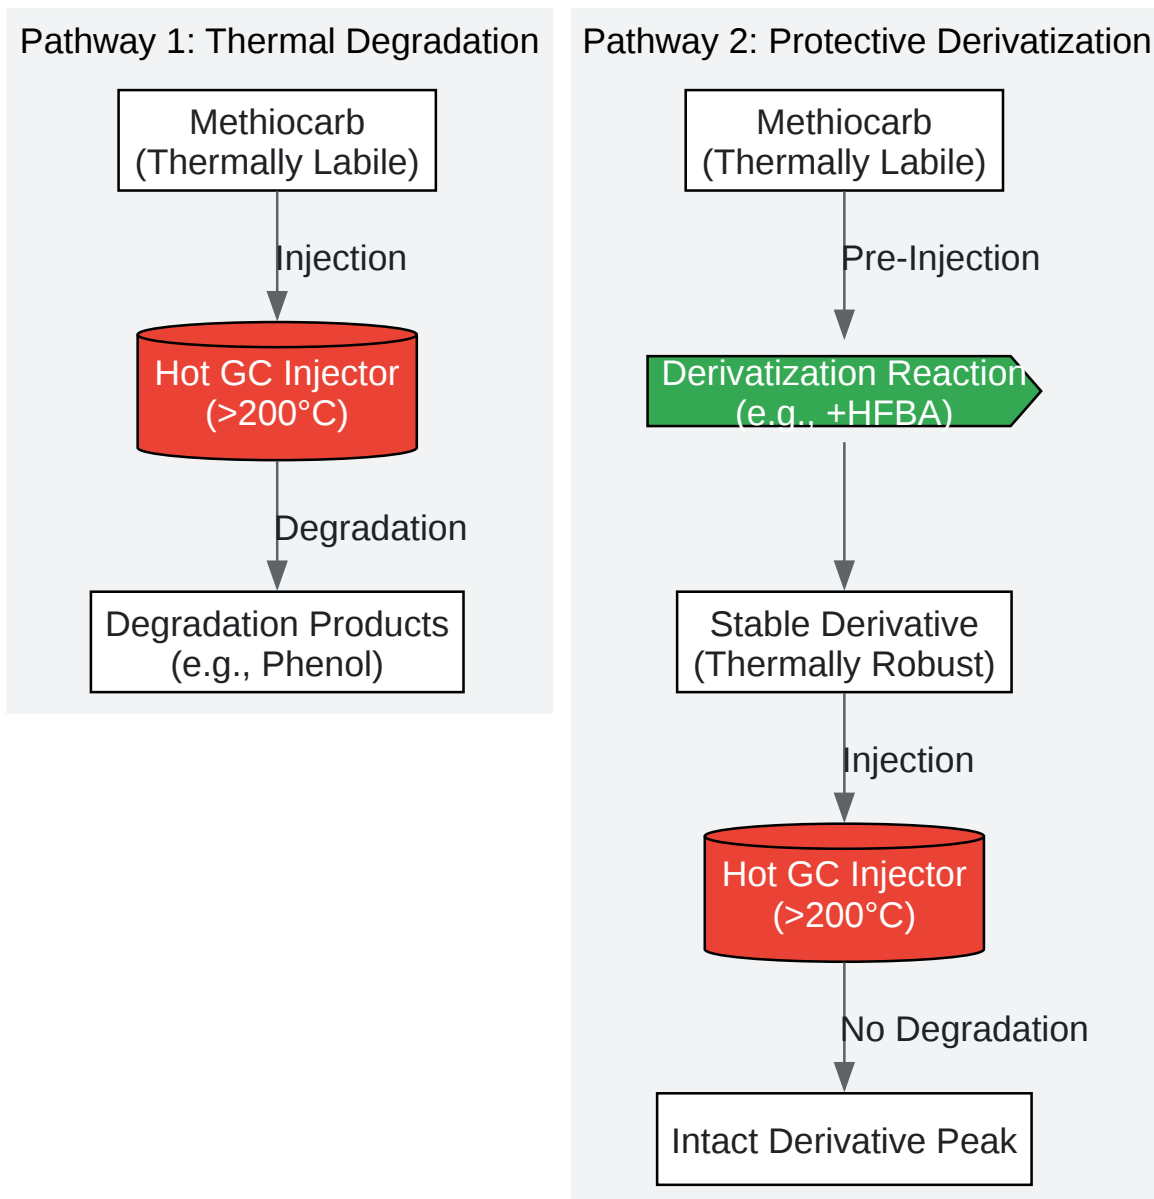 Pathway 1: Thermal Degradation
Methiocarb
(Thermally Labile)
Injection
Hot GC Injector
(>200°C)
Degradation
Degradation Products
(e.g., Phenol)
Pathway 2: Protective Derivatization
Methiocarb
(Thermally Labile)
Pre-Injection
Derivatization Reaction
(e.g., +HFBA)
Stable Derivative
(Thermally Robust)
Injection
Hot GC Injector
(>200°C)
No Degradation
Intact Derivative Peak